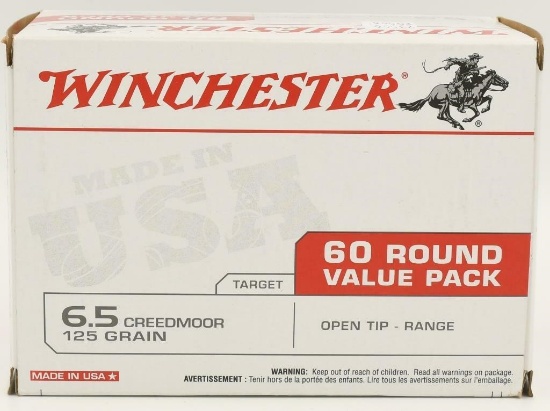 WINCHESTER
WINCHESTER®
®
MADE IN
USA
60 ROUND
VALUE PACK
TARGET
6.5 CREEDMOOR
125 GRAIN
OPEN TIP - RANGE
MADE IN USA ★
WARNING: Keep out of reach of children. Read all warnings on package.
AVERTISSEMENT : Tenir hors de la portée des enfants. Lire tous les avertissements sur l'emballage.